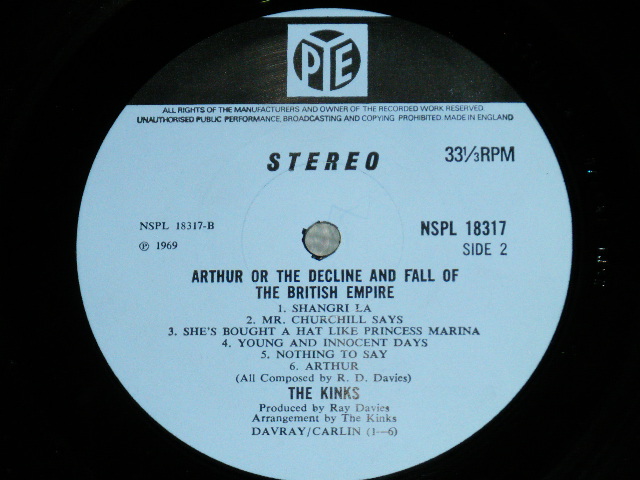 PYE
ALL RIGHTS OF THE MANUFACTURERS AND OWNER OF THE RECORDED WORK RESERVED.
UNAUTHORISED PUBLIC PERFORMANCE, BROADCASTING AND COPYING PROHIBITED. MADE IN ENGLAND
STEREO
33⅓RPM
NSPL 18317-B
NSPL 18317
℗ 1969
SIDE 2
ARTHUR OR THE DECLINE AND FALL OF
THE BRITISH EMPIRE
1. SHANGRI LA
2. MR. CHURCHILL SAYS
3. SHE'S BOUGHT A HAT LIKE PRINCESS MARINA
4. YOUNG AND INNOCENT DAYS
5. NOTHING TO SAY
6. ARTHUR
(All Composed by R. D. Davies)
THE KINKS
Produced by Ray Davies
Arrangement by The Kinks
DAVRAY/CARLIN (1—6)